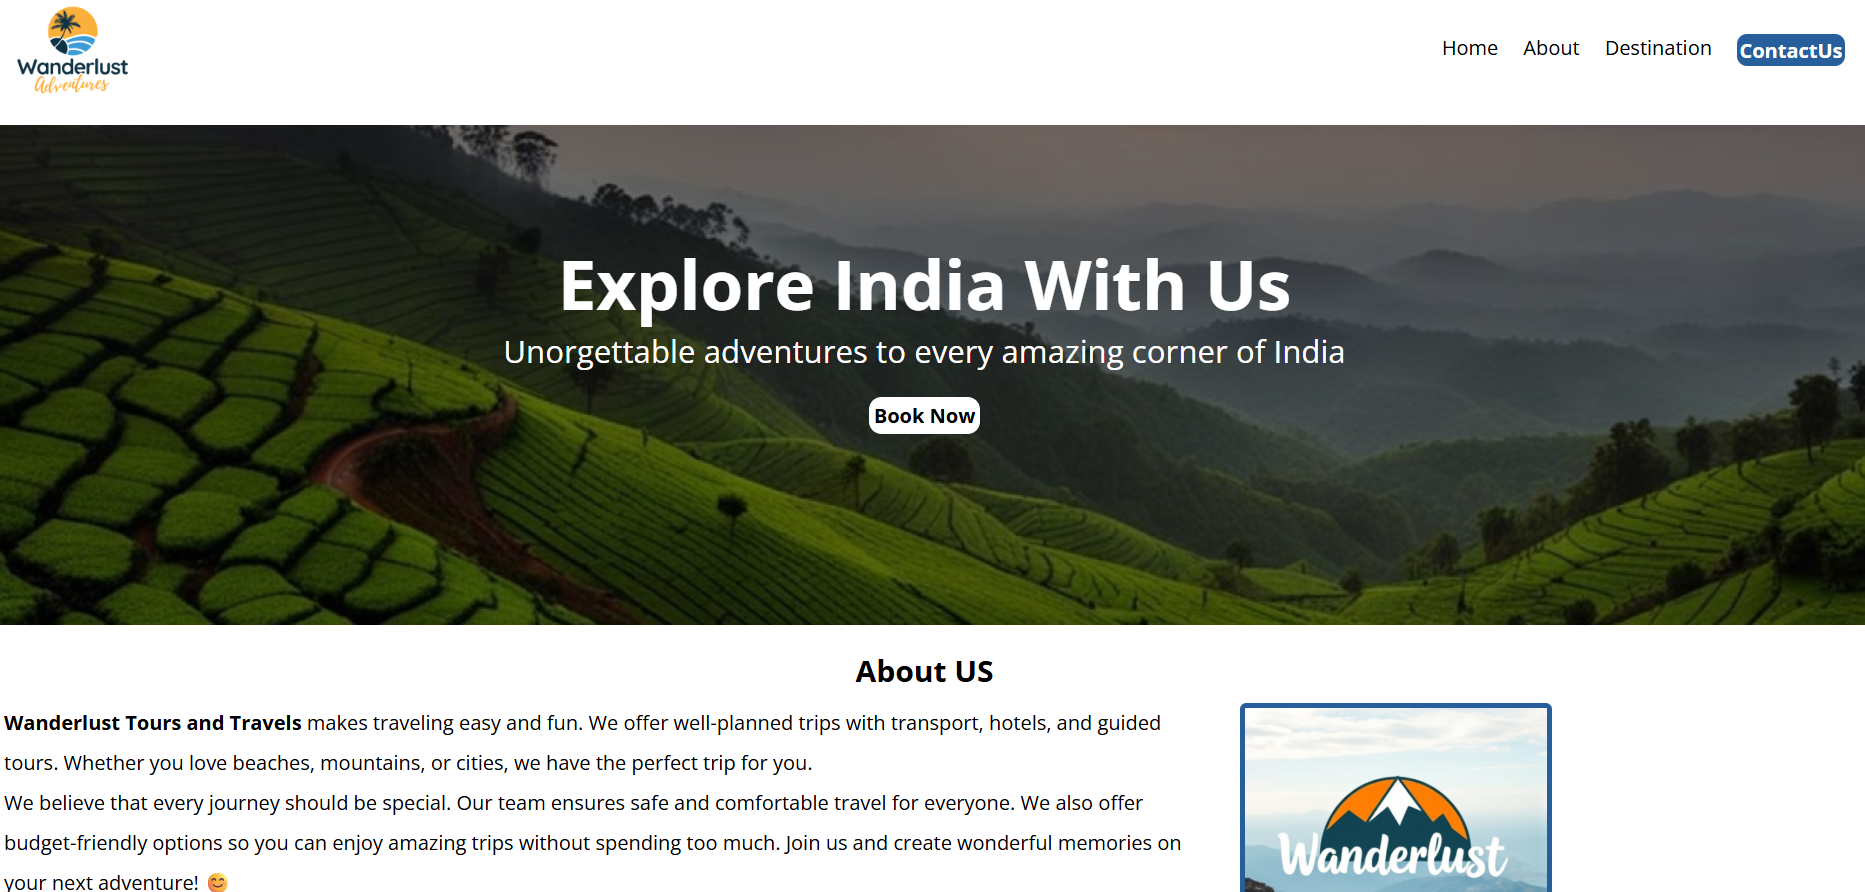 Wanderlust
Adventures
Home About Destination ContactUs
Explore India With Us
Unorgettable adventures to every amazing corner of India
Book Now
About US
Wanderlust Tours and Travels makes traveling easy and fun. We offer well-planned trips with transport, hotels, and guided
tours. Whether you love beaches, mountains, or cities, we have the perfect trip for you.
We believe that every journey should be special. Our team ensures safe and comfortable travel for everyone. We also offer
budget-friendly options so you can enjoy amazing trips without spending too much. Join us and create wonderful memories on
your next adventure! 😊
Wanderlust